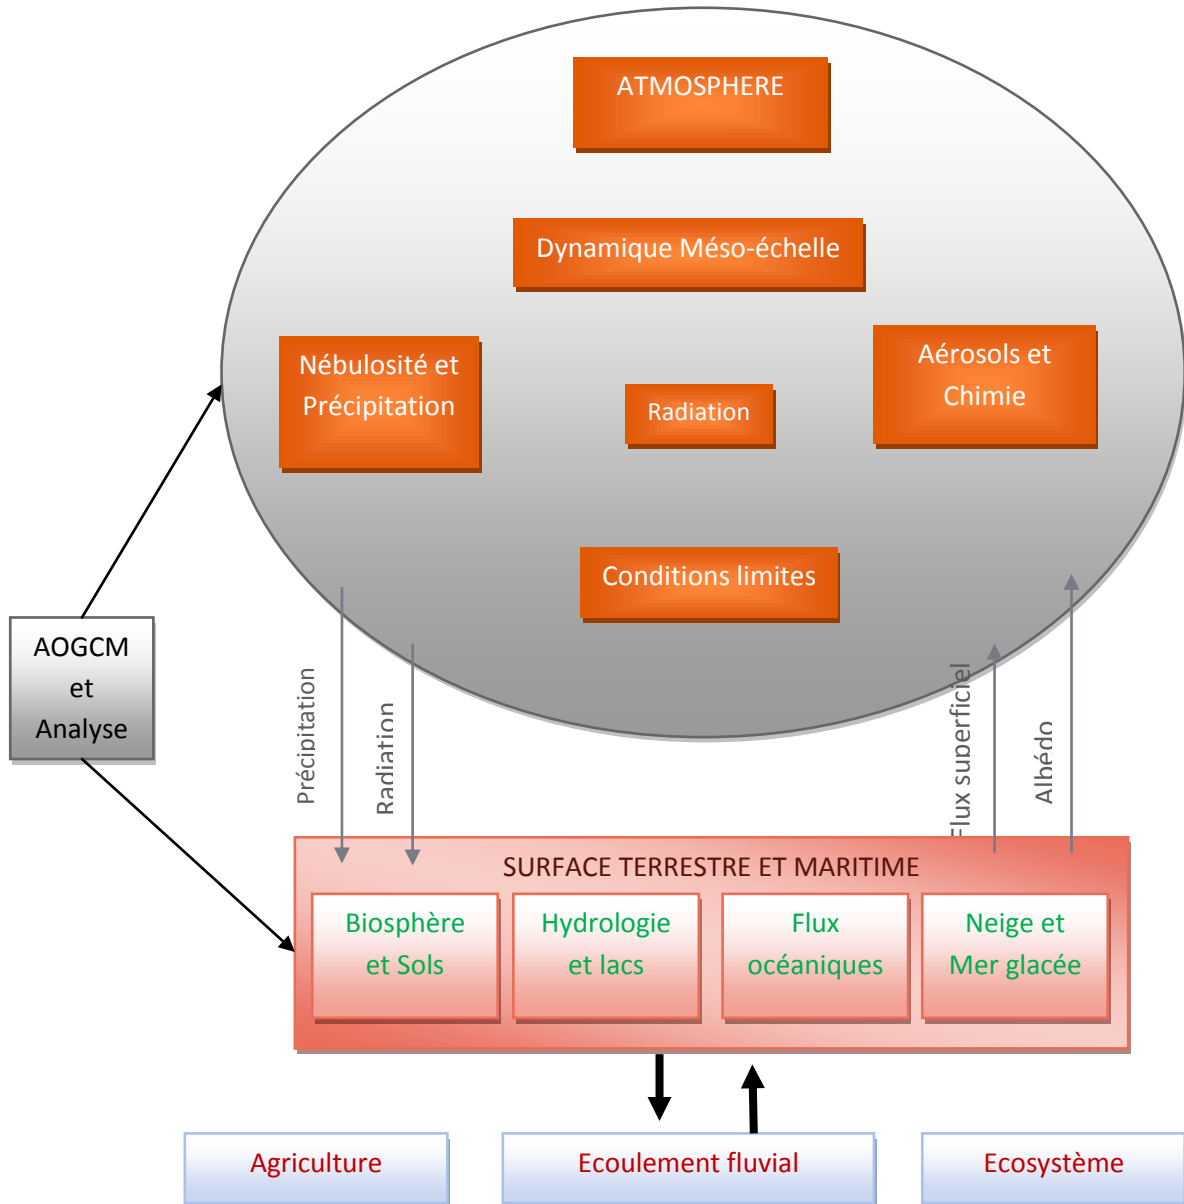 ATMOSPHERE
Dynamique Méso-échelle
Nébulosité et
Précipitation
Radiation
Aérosols et
Chimie
Conditions limites
AOGCM
et
Analyse
Précipitation
Radiation
Flux superficiel
Albédo
SURFACE TERRESTRE ET MARITIME
Biosphère
et Sols
Hydrologie
et lacs
Flux
océaniques
Neige et
Mer glacée
Agriculture
Ecoulement fluvial
Ecosystème